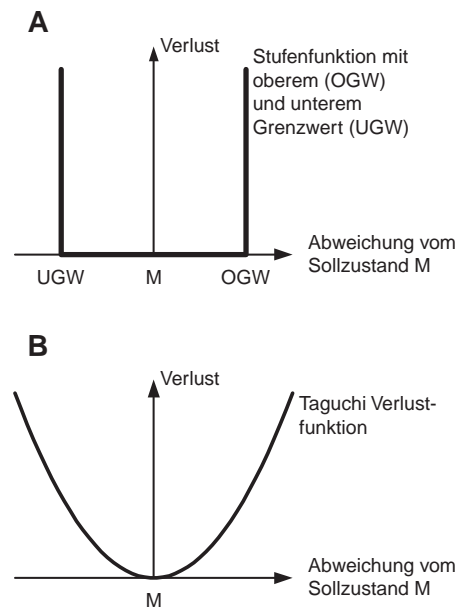 A
Verlust
Stufenfunktion mit
oberem (OGW)
und unterem
Grenzwert (UGW)
Abweichung vom
Sollzustand M
UGW
M
OGW
B
Verlust
Taguchi Verlust-
funktion
Abweichung vom
Sollzustand M
M